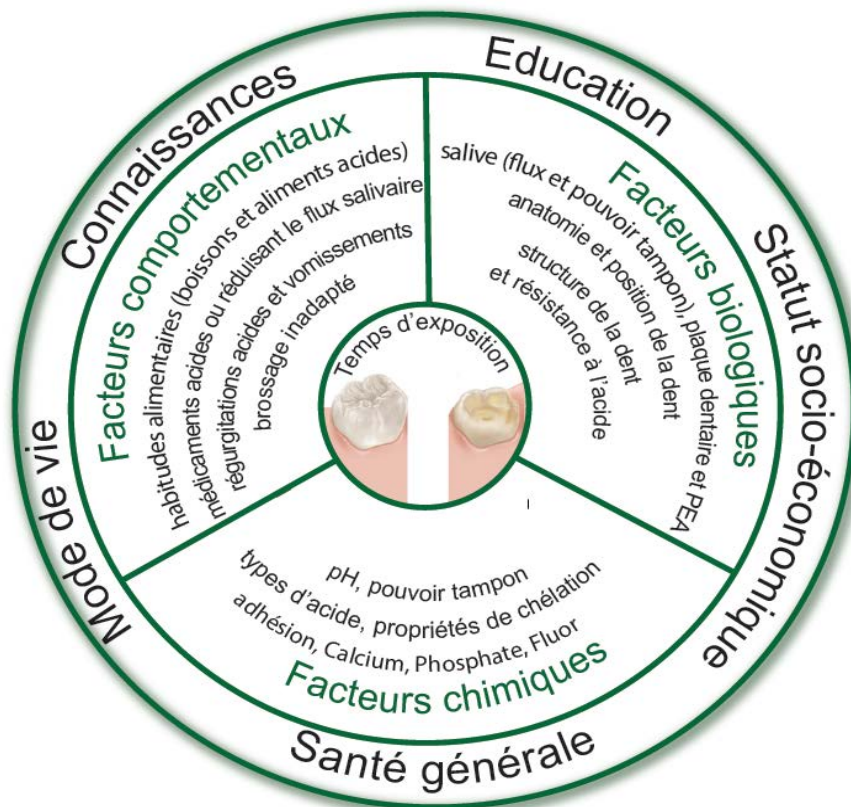 Education
Connaissances
Statut socio-économique
Mode de vie
Santé générale
Facteurs comportementaux
habitudes alimentaires (boissons et aliments acides)
médicaments acides ou réduisant le flux salivaire
régurgitations acides et vomissements
brossage inadapté
Facteurs biologiques
salive (flux et pouvoir tampon), plaque dentaire et PEA
anatomie et position de la dent
structure de la dent
et résistance à l'acide
Temps d'exposition
pH, pouvoir tampon
types d'acide, propriétés de chélation
adhésion, Calcium, Phosphate, Fluor
Facteurs chimiques